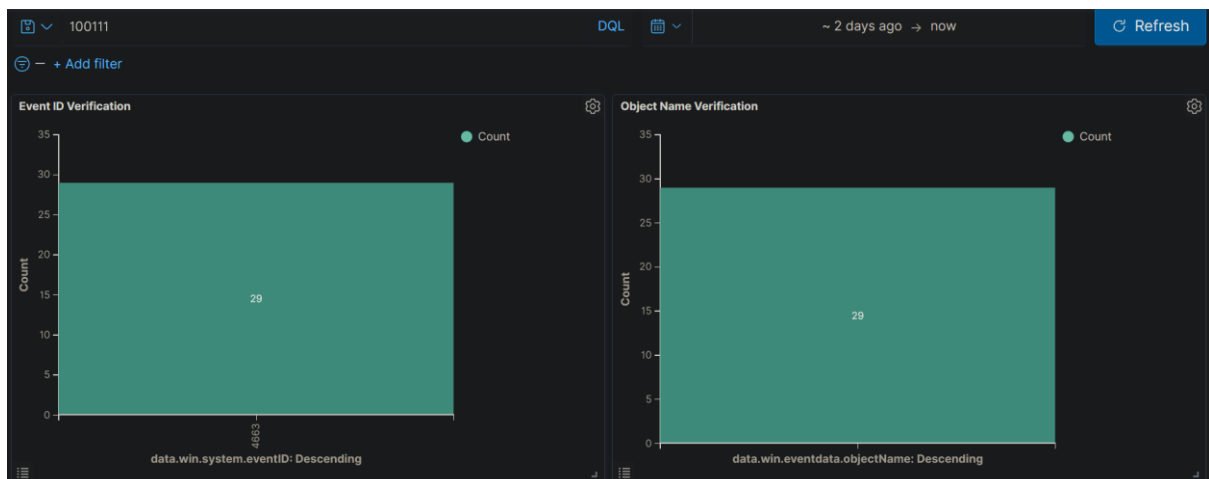 100111
DQL
~ 2 days ago → now
Refresh
+ Add filter
Event ID Verification
35
30
25
20
15
10
5
0
Count
29
4663
data.win.system.eventID: Descending
Count
Object Name Verification
35
30
25
20
15
10
5
0
Count
29
data.win.eventdata.objectName: Descending
Count